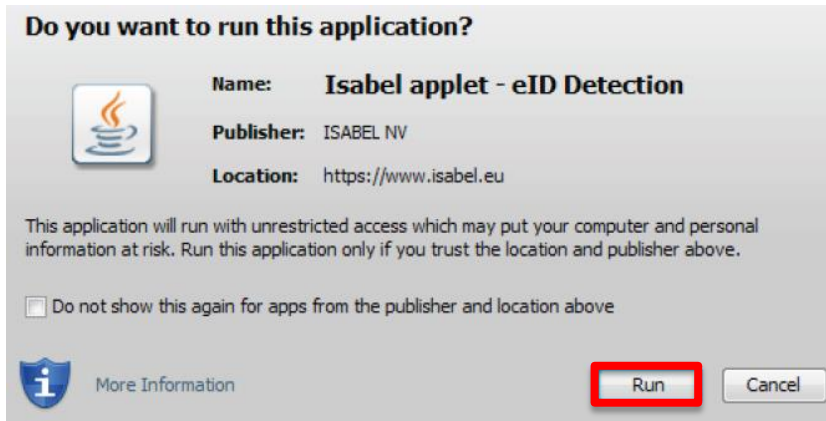 Do you want to run this application?
Name: Isabel applet - eID Detection
Publisher: ISABEL NV
Location: https://www.isabel.eu
This application will run with unrestricted access which may put your computer and personal
information at risk. Run this application only if you trust the location and publisher above.
Do not show this again for apps from the publisher and location above
More Information
Run
Cancel